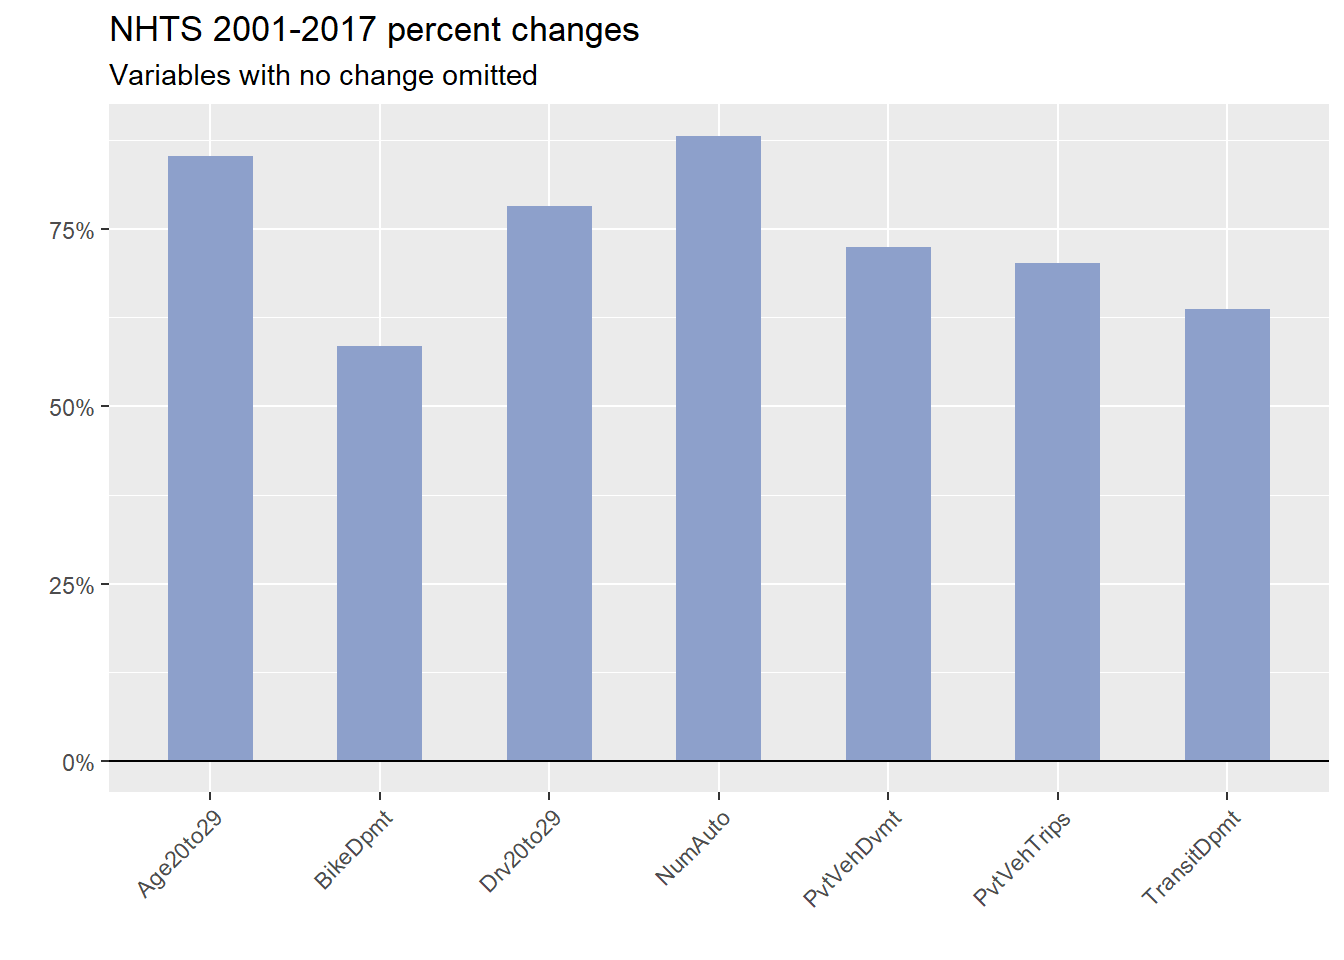 NHTS 2001-2017 percent changes
Variables with no change omitted
75%
50%
25%
0%
Age20to29
BikeDpmt
Drv20to29
NumAuto
PvtVehDvmt
PvtVehTrips
TransitDpmt